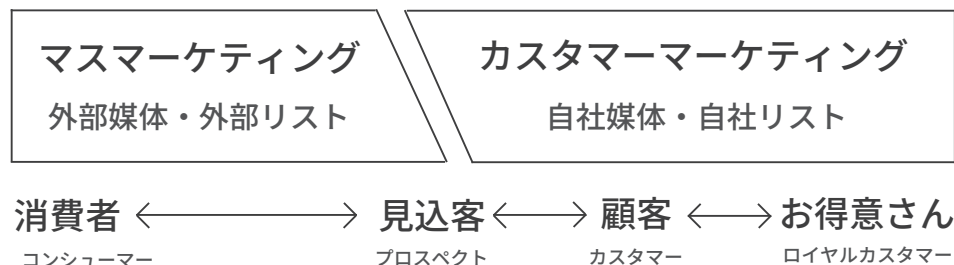 マスマーケティング
外部媒体・外部リスト
カスタマーマーケティング
自社媒体・自社リスト
消費者 見込客 顧客 お得意さん
コンシューマー プロスペクト カスタマー ロイヤルカスタマー